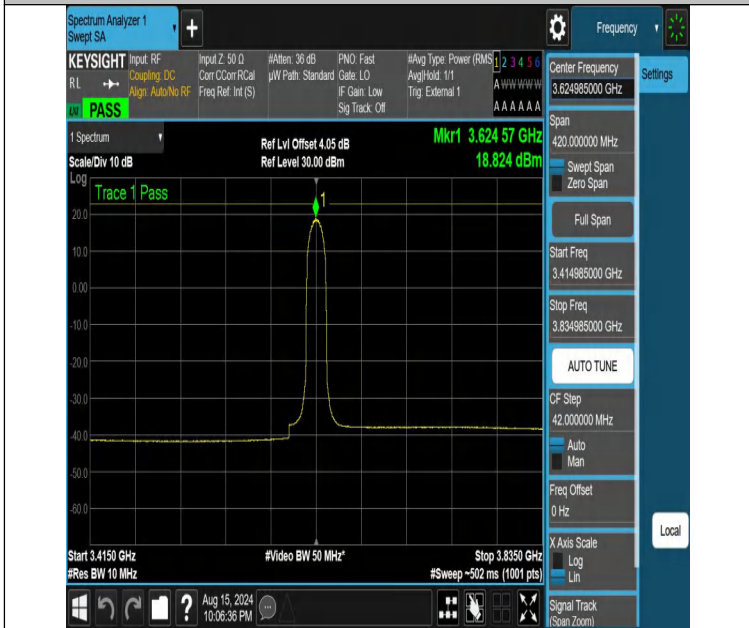 Spectrum Analyzer 1
Swept SA
+
Frequency
KEYSIGHT
RL
LXI PASS
Input: RF
Coupling: DC
Align: Auto/No RF
Input Z: 50 Ω
Corr CCorr RCal
Freq Ref: Int (S)
#Atten: 36 dB
µW Path: Standard
PNO: Fast
Gate: LO
IF Gain: Low
Sig Track: Off
#Avg Type: Power (RMS
Avg|Hold: 1/1
Trig: External 1
1 2 3 4 5 6
A W W W W W
A A A A A A
Center Frequency
3.624985000 GHz
Settings
Span
420.000000 MHz
Swept Span
Zero Span
Full Span
Start Freq
3.414985000 GHz
Stop Freq
3.834985000 GHz
AUTO TUNE
CF Step
42.000000 MHz
Auto
Man
Freq Offset
0 Hz
X Axis Scale
Log
Lin
Local
Signal Track
(Span Zoom)
1 Spectrum
Scale/Div 10 dB
Ref Lvl Offset 4.05 dB
Ref Level 30.00 dBm
Mkr1 3.624 57 GHz
18.824 dBm
Log
Trace 1 Pass
1
20.0
10.0
0.00
-10.0
-20.0
-30.0
-40.0
-50.0
-60.0
Start 3.4150 GHz
#Res BW 10 MHz
#Video BW 50 MHz*
Stop 3.8350 GHz
#Sweep ~502 ms (1001 pts)
?
Aug 15, 2024
10:06:36 PM